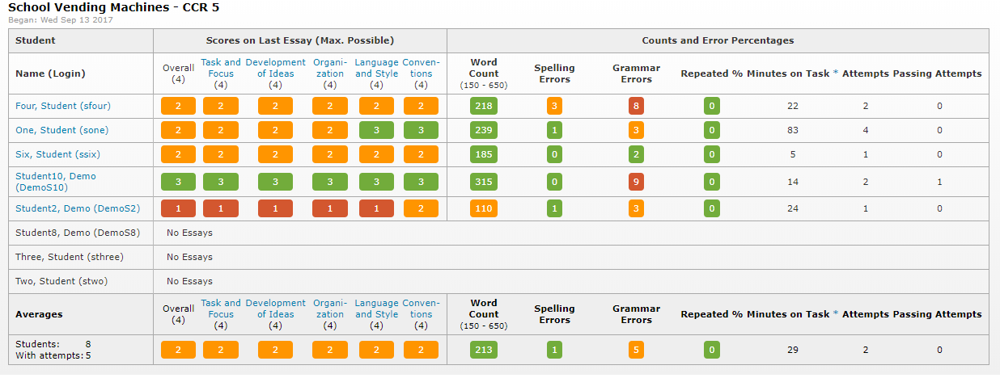 School Vending Machines - CCR 5
Began: Wed Sep 13 2017
Student Scores on Last Essay (Max. Possible) Counts and Error Percentages
Name (Login) Overall (4) Task and Focus (4) Development of Ideas (4) Organi-zation (4) Language and Style (4) Conven-tions (4) Word Count (150 - 650) Spelling Errors Grammar Errors Repeated % Minutes on Task * Attempts Passing Attempts
Four, Student (sfour) 2 2 2 2 2 2 218 3 8 0 22 2 0
One, Student (sone) 2 2 2 2 3 3 239 1 3 0 83 4 0
Six, Student (ssix) 2 2 2 2 2 2 185 0 2 0 5 1 0
Student10, Demo (DemoS10) 3 3 3 3 3 3 315 0 9 0 14 2 1
Student2, Demo (DemoS2) 1 1 1 1 1 2 110 1 3 0 24 1 0
Student8, Demo (DemoS8) No Essays
Three, Student (sthree) No Essays
Two, Student (stwo) No Essays
Averages Overall (4) Task and Focus (4) Development of Ideas (4) Organi-zation (4) Language and Style (4) Conven-tions (4) Word Count (150 - 650) Spelling Errors Grammar Errors Repeated % Minutes on Task * Attempts Passing Attempts
Students: 8
With attempts: 5 2 2 2 2 2 2 213 1 5 0 29 2 0